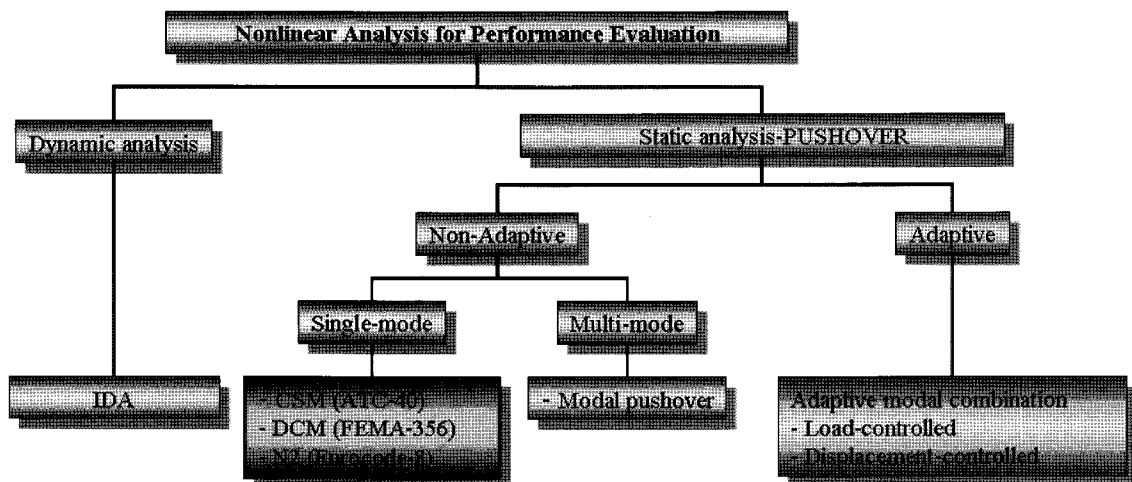 Nonlinear Analysis for Performance Evaluation
Dynamic analysis
Static analysis-PUSHOVER
Non-Adaptive
Adaptive
Single-mode
Multi-mode
IDA
- CSM (ATC-40)
- DCM (FEMA-356)
- N2 (Eurocode-8)
- Modal pushover
Adaptive modal combination
- Load-controlled
- Displacement-controlled